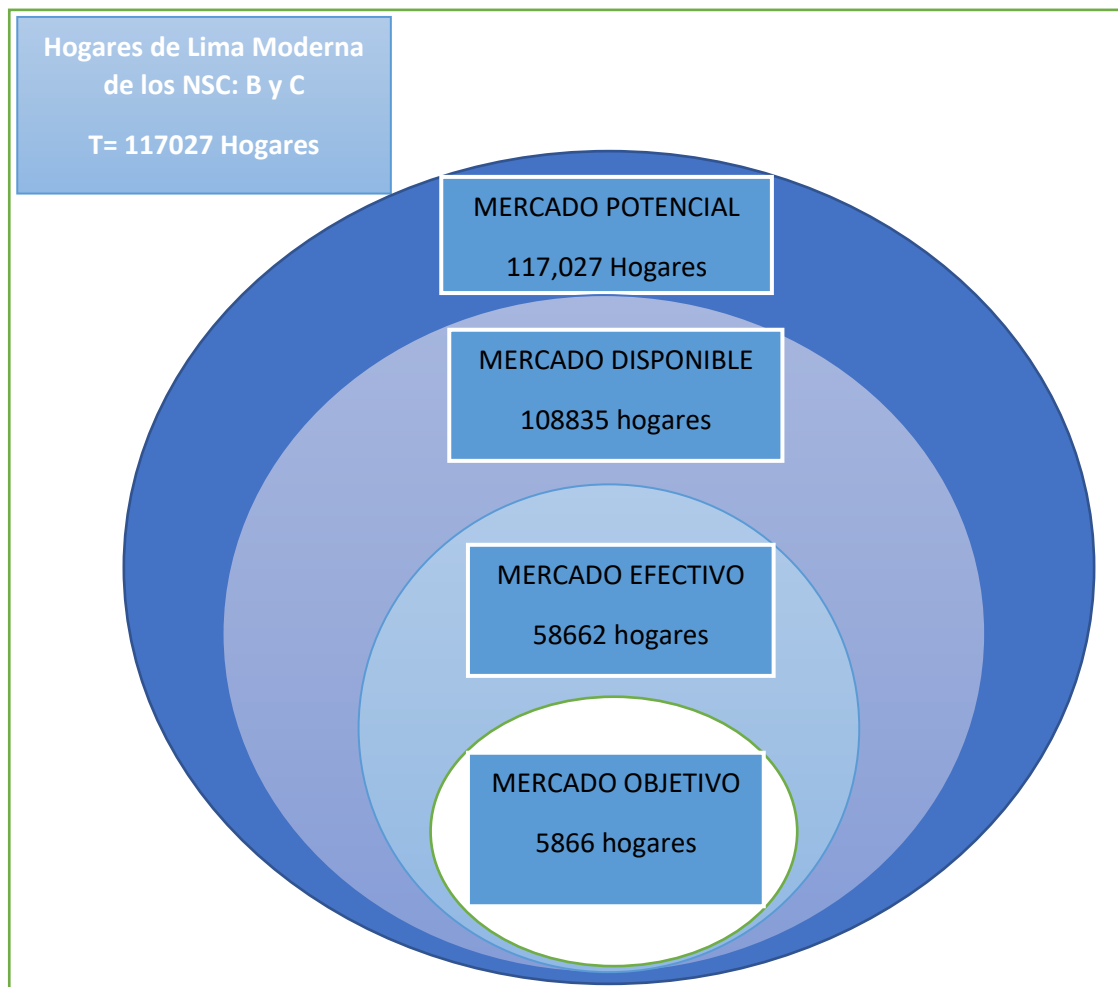 Hogares de Lima Moderna
de los NSC: B y C
T= 117027 Hogares
MERCADO POTENCIAL
117,027 Hogares
MERCADO DISPONIBLE
108835 hogares
MERCADO EFECTIVO
58662 hogares
MERCADO OBJETIVO
5866 hogares